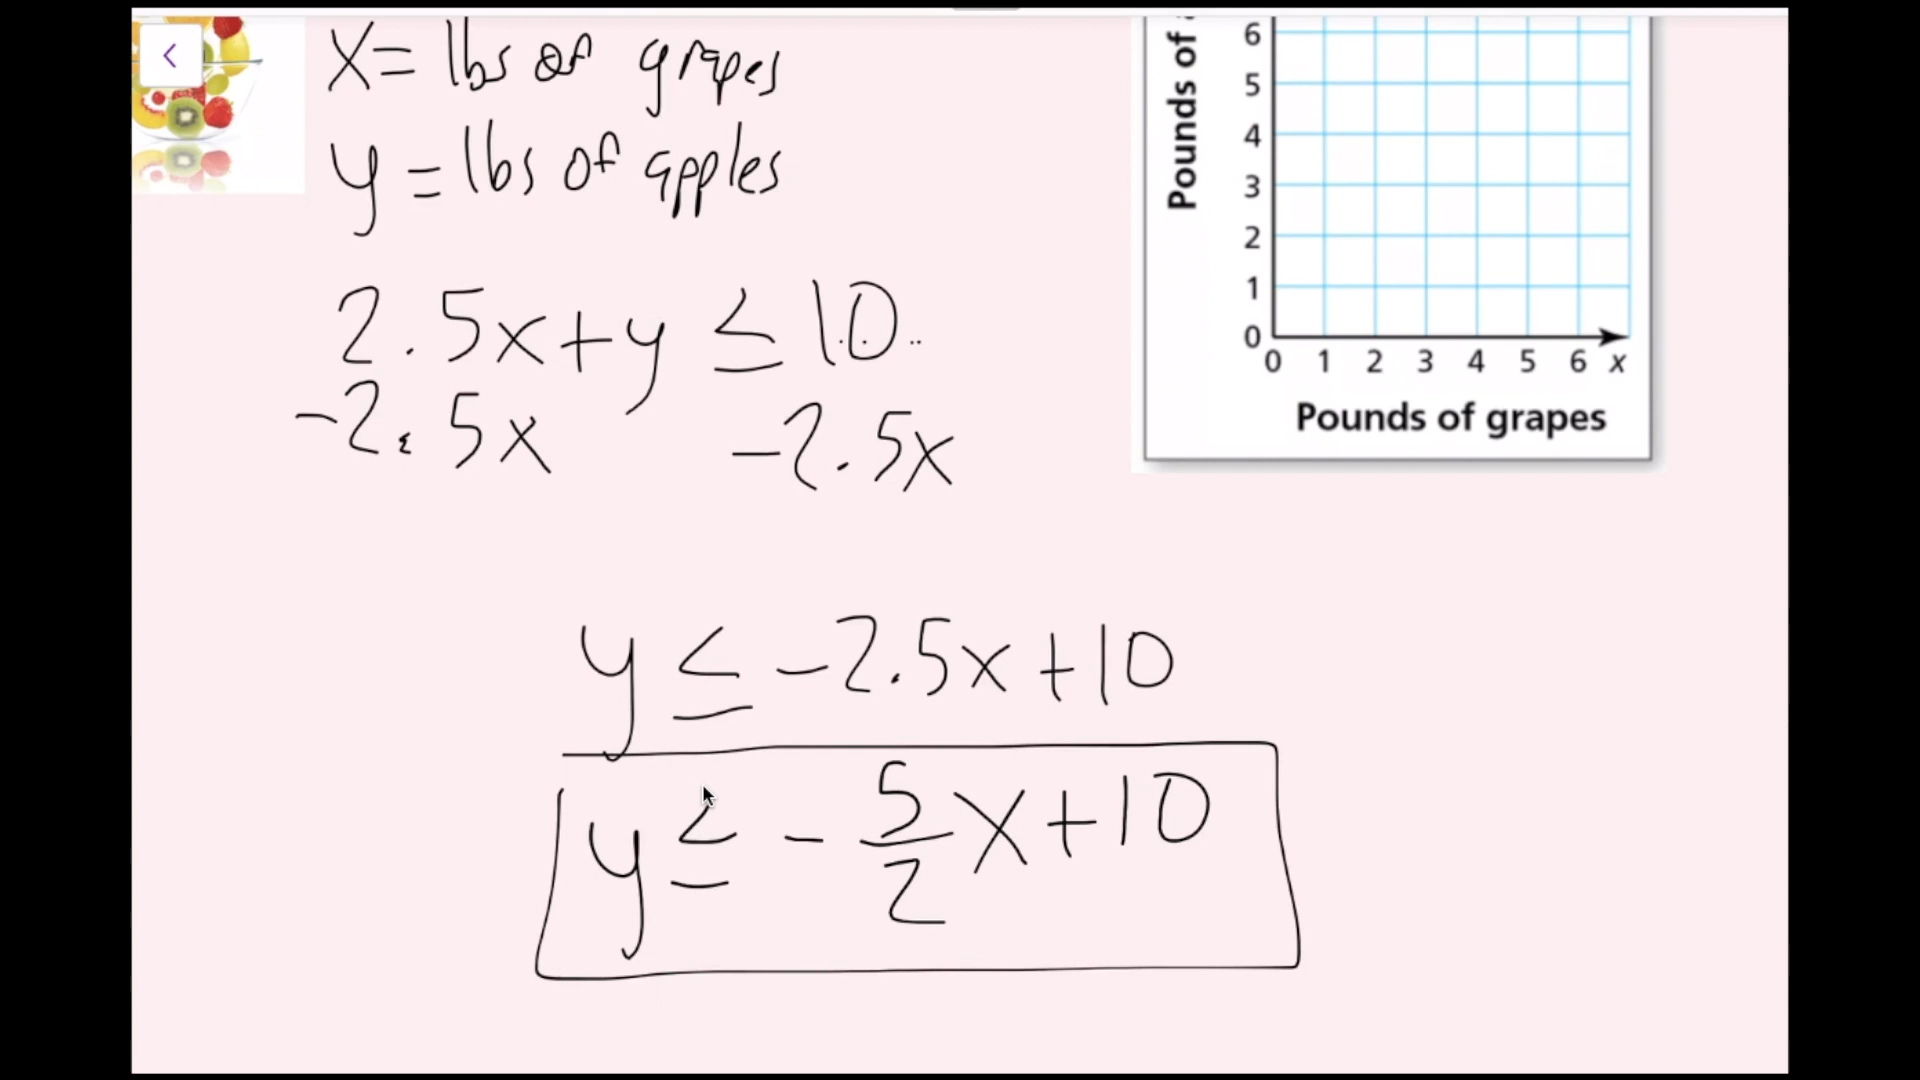 x = lbs of grapes
y = lbs of apples
2.5x + y ≤ 10
-2.5x -2.5x
y ≤ -2.5x + 10
y ≤ - 5/2 x + 10
Pounds of
6
5
4
3
2
1
0
0 1 2 3 4 5 6 x
Pounds of grapes